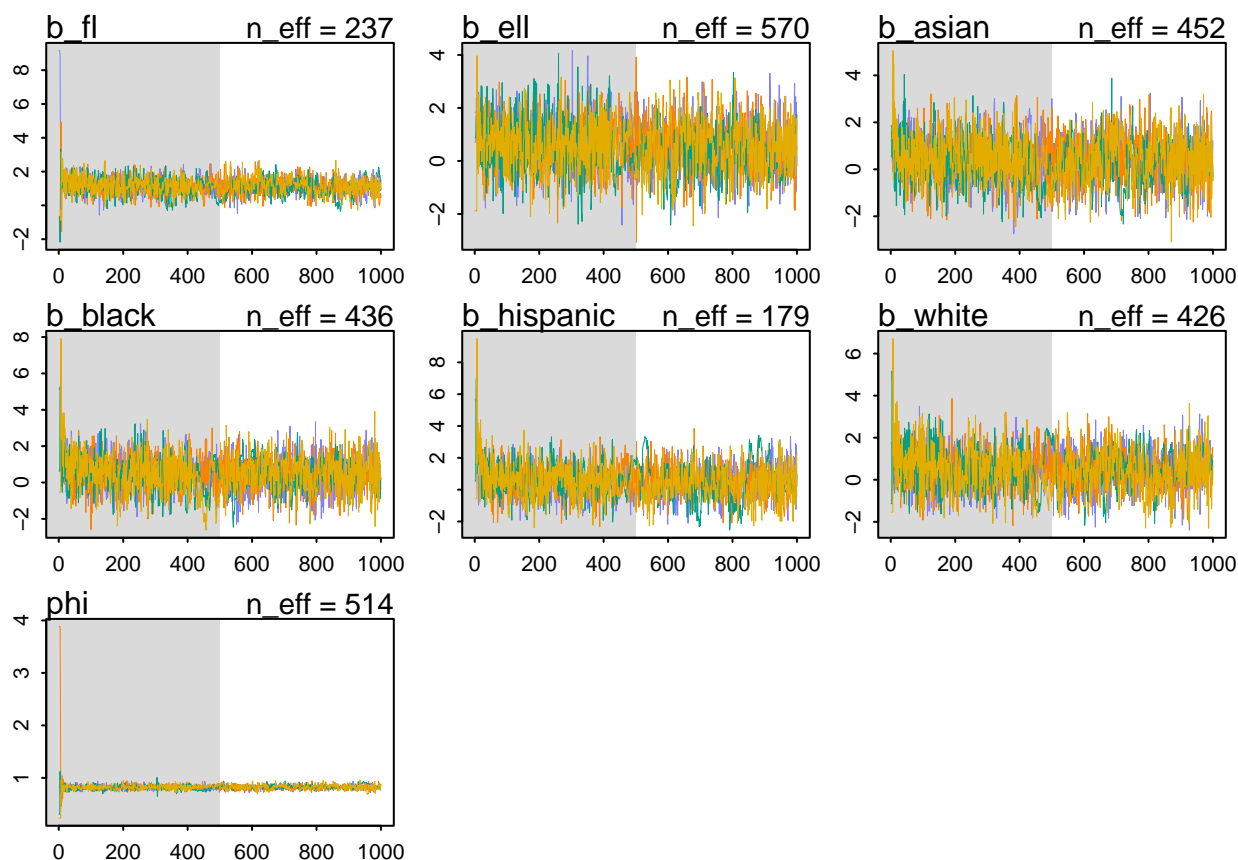 b_fl n_eff = 237
8
6
4
2
−2
0 200 400 600 800 1000
b_ell n_eff = 570
4
2
0
−2
0 200 400 600 800 1000
b_asian n_eff = 452
4
2
0
−2
0 200 400 600 800 1000
b_black n_eff = 436
8
6
4
2
0
−2
0 200 400 600 800 1000
b_hispanic n_eff = 179
8
6
4
2
−2
0 200 400 600 800 1000
b_white n_eff = 426
6
4
2
0
−2
0 200 400 600 800 1000
phi n_eff = 514
4
3
2
1
0 200 400 600 800 1000